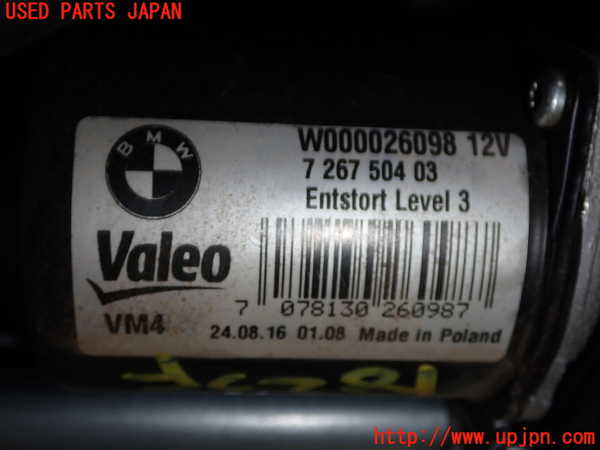 USED PARTS JAPAN
BMW
W000026098 12V
7 267 504 03
Entstort Level 3
Valeo
7 078130 260987
VM4
24.08.16 01.08 Made in Poland
http://www.upjpn.com/